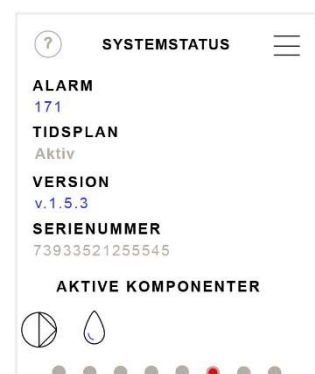 ?
SYSTEMSTATUS
ALARM
171
TIDSPLAN
Aktiv
VERSION
v.1.5.3
SERIENUMMER
73933521255545
AKTIVE KOMPONENTER